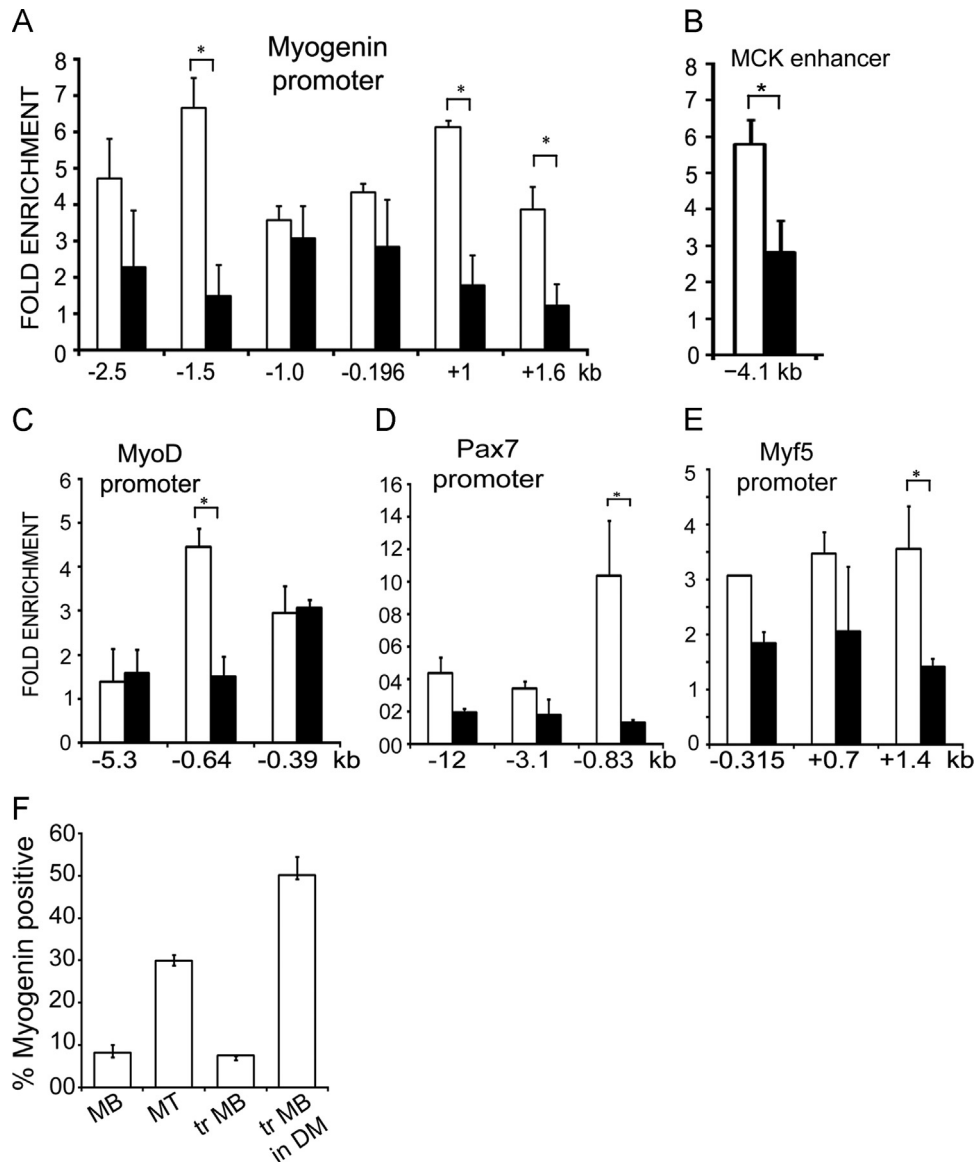 A
Myogenin
promoter
FOLD ENRICHMENT
8
7
6
5
4
3
2
1
0
* * *
-2.5 -1.5 -1.0 -0.196 +1 +1.6 kb
B
MCK enhancer
8
7
6
5
4
3
2
1
0
*
−4.1 kb
C
MyoD
promoter
FOLD ENRICHMENT
6
5
4
3
2
1
0
*
-5.3 -0.64 -0.39 kb
D
Pax7
promoter
16
14
12
10
08
06
04
02
00
*
-12 -3.1 -0.83 kb
E
Myf5
promoter
5
4
3
2
1
0
*
-0.315 +0.7 +1.4 kb
F
% Myogenin positive
60
50
40
30
20
10
00
MB MT tr MB tr MB
in DM